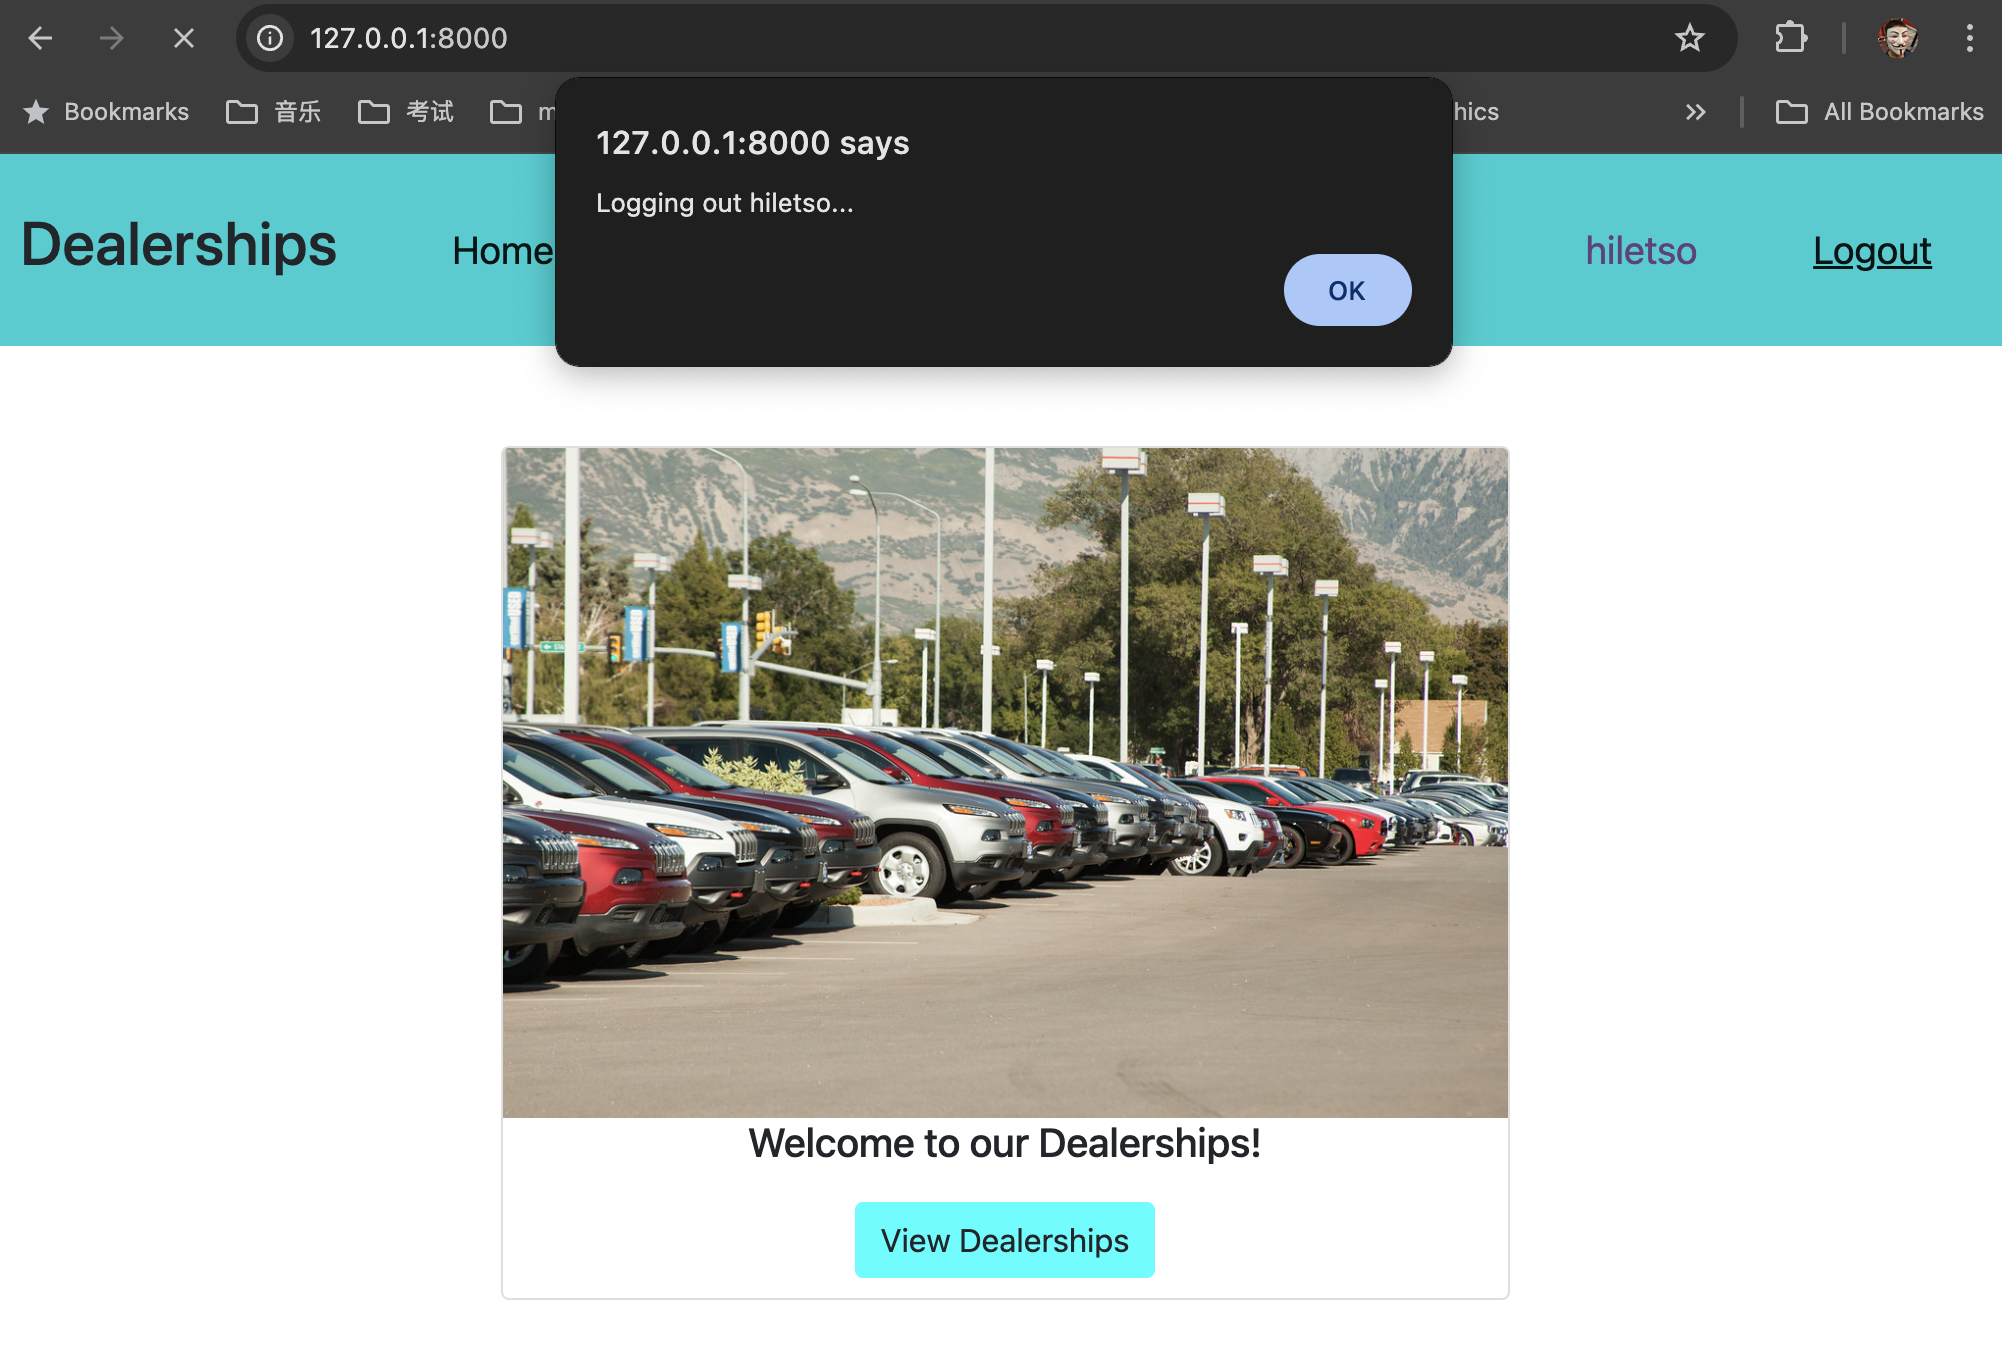 127.0.0.1:8000
Bookmarks
音乐
考试
hics
All Bookmarks
127.0.0.1:8000 says
Logging out hiletso...
OK
Dealerships
Home
hiletso
Logout
Welcome to our Dealerships!
View Dealerships